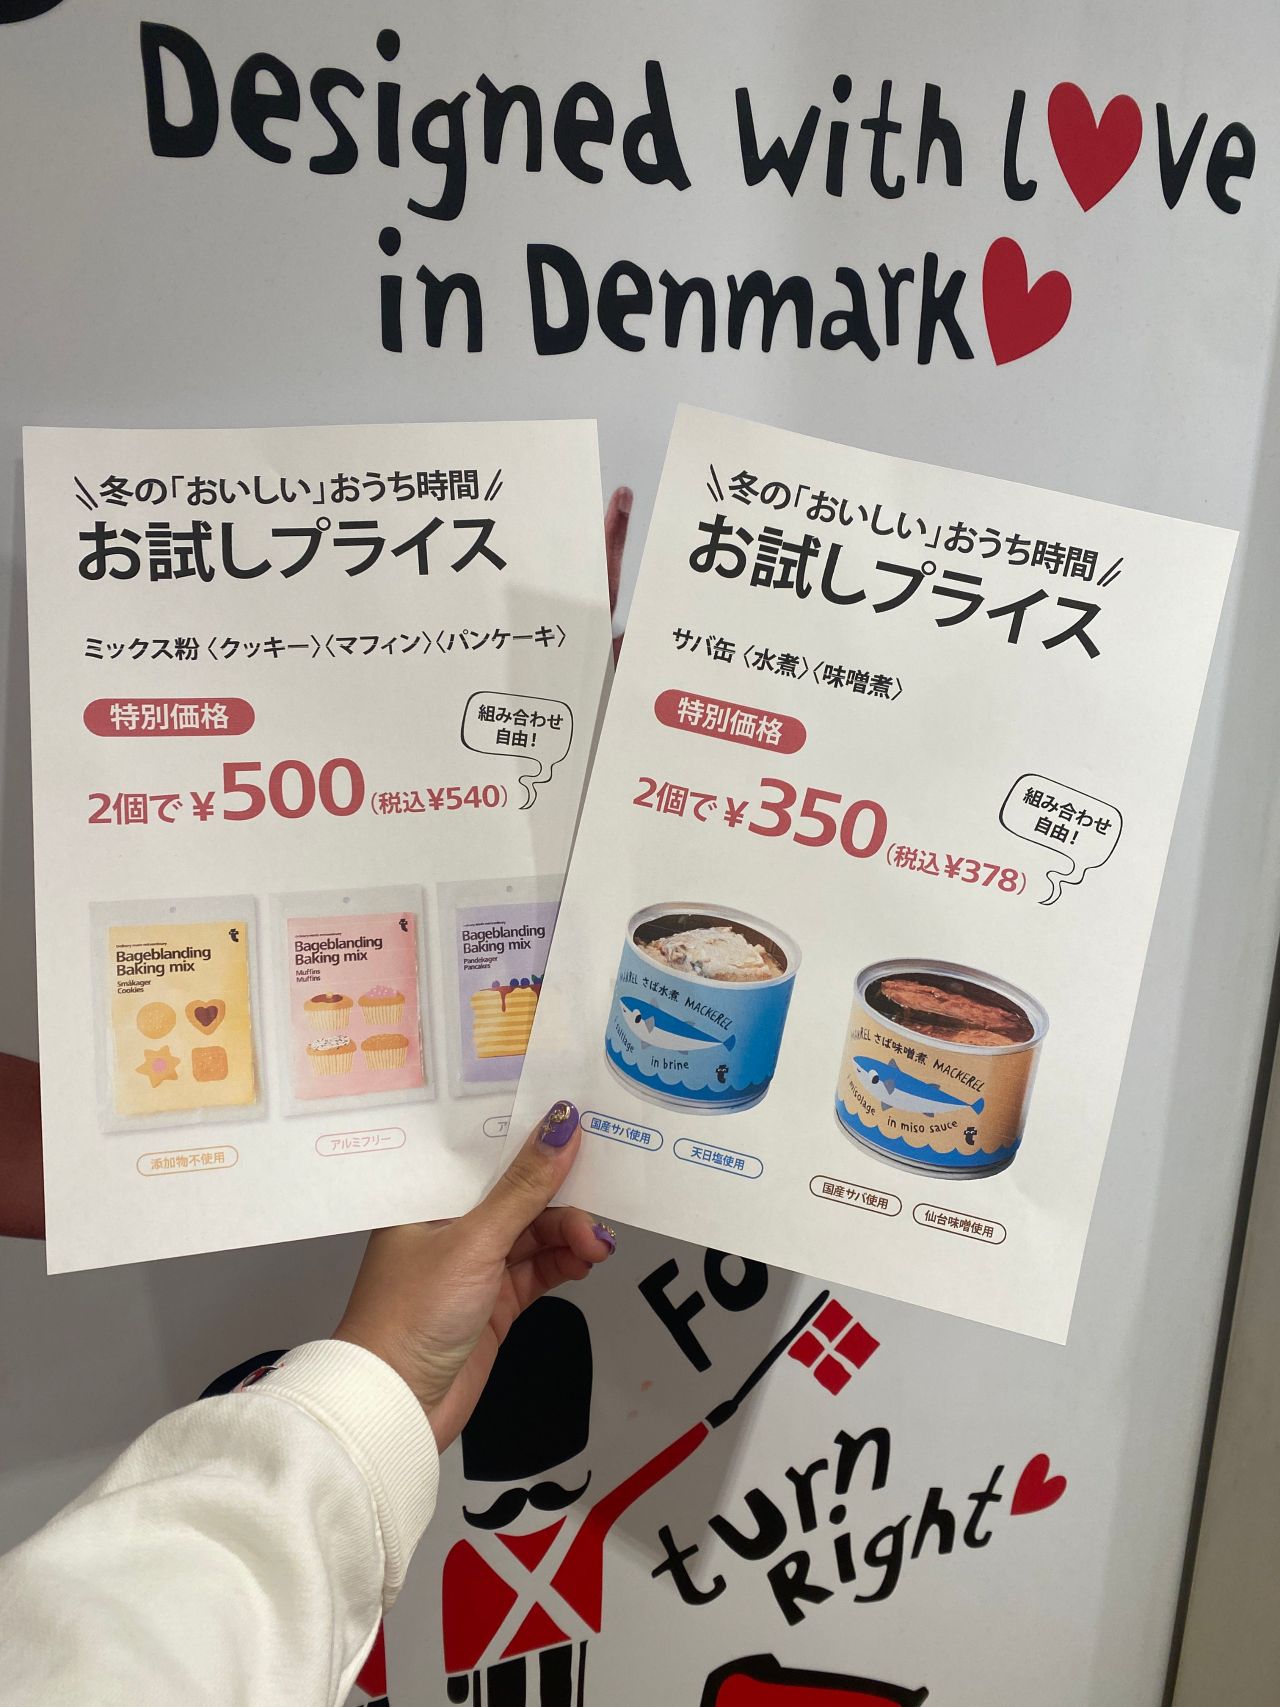 Designed with love
in Denmark
冬の「おいしい」おうち時間
お試しプライス
ミックス粉〈クッキー〉〈マフィン〉〈パンケーキ〉
特別価格
組み合わせ
自由！
2個で¥500(税込¥540)
Bageblanding
Baking mix
Småkager
Cookies
Bageblanding
Baking mix
Muffins
Muffins
Bageblanding
Baking mix
Pandekager
Pancakes
添加物不使用
アルミフリー
冬の「おいしい」おうち時間
お試しプライス
サバ缶〈水煮〉〈味噌煮〉
特別価格
組み合わせ
自由！
2個で¥350(税込¥378)
さば水煮 MACKEREL
in brine
さば味噌煮 MACKEREL
in miso sauce
国産サバ使用
天日塩使用
国産サバ使用
仙台味噌使用
turn
Right